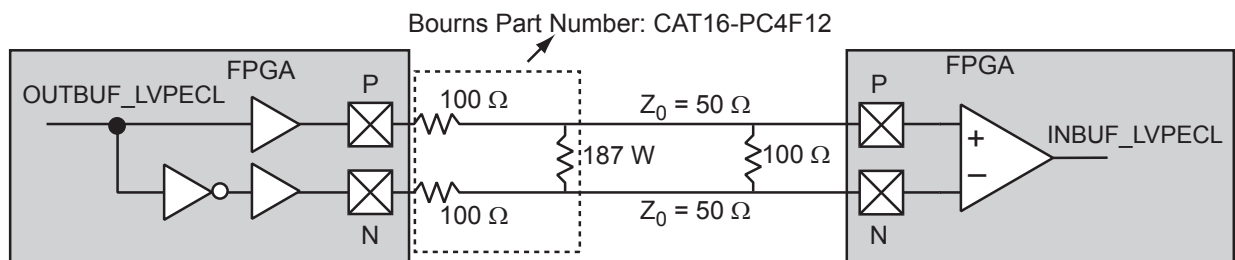 Bourns Part Number: CAT16-PC4F12
FPGA
OUTBUF_LVPECL
P
100 Ω
Z0 = 50 Ω
187 W
100 Ω
100 Ω
N
Z0 = 50 Ω
FPGA
P
+
−
INBUF_LVPECL
N